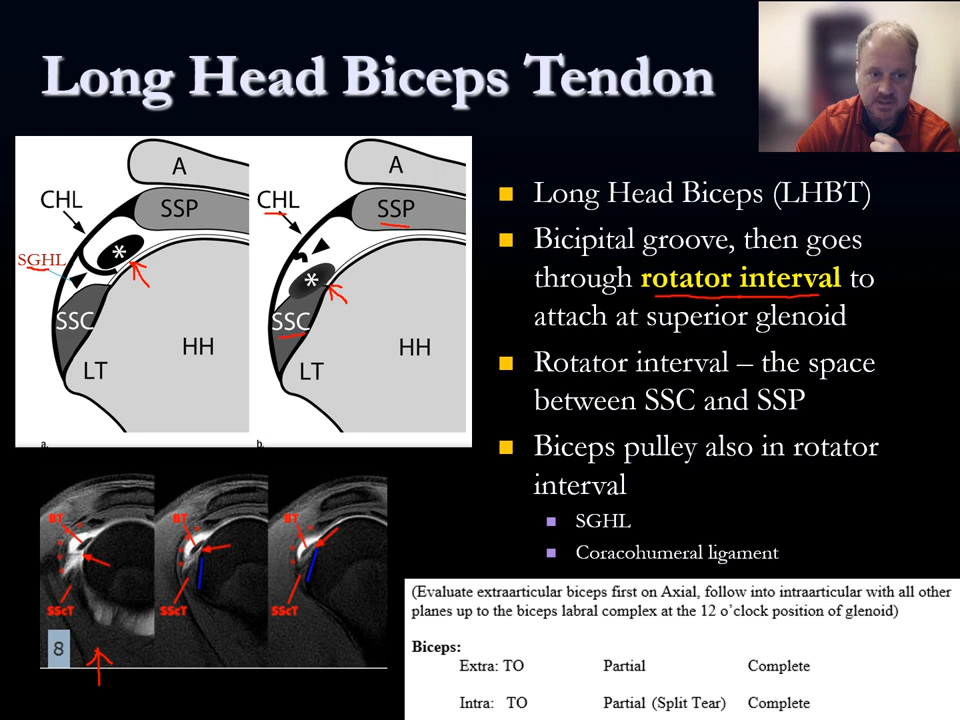 Long Head Biceps Tendon
A
CHL
SSP
*
SGHL
SSC
HH
LT
a.
A
CHL
SSP
*
SSC
HH
LT
b.
BT
SScT
8
BT
SScT
BT
SScT
Long Head Biceps (LHBT)
Bicipital groove, then goes
through rotator interval to
attach at superior glenoid
Rotator interval – the space
between SSC and SSP
Biceps pulley also in rotator
interval
SGHL
Coracohumeral ligament
(Evaluate extraarticular biceps first on Axial, follow into intraarticular with all other
planes up to the biceps labral complex at the 12 o’clock position of glenoid)
Biceps:
Extra: TO Partial Complete
Intra: TO Partial (Split Tear) Complete